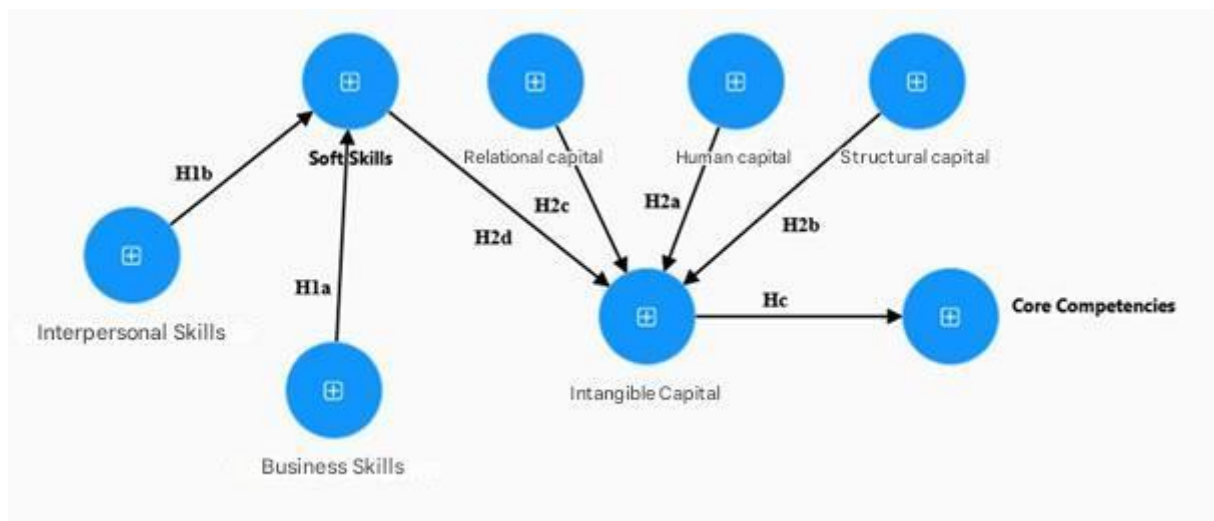 Soft Skills
Relational capital
Human capital
Structural capital
H1b
H2c
H2a
H2b
H2d
H1a
Hc
Core Competencies
Interpersonal Skills
Intangible Capital
Business Skills